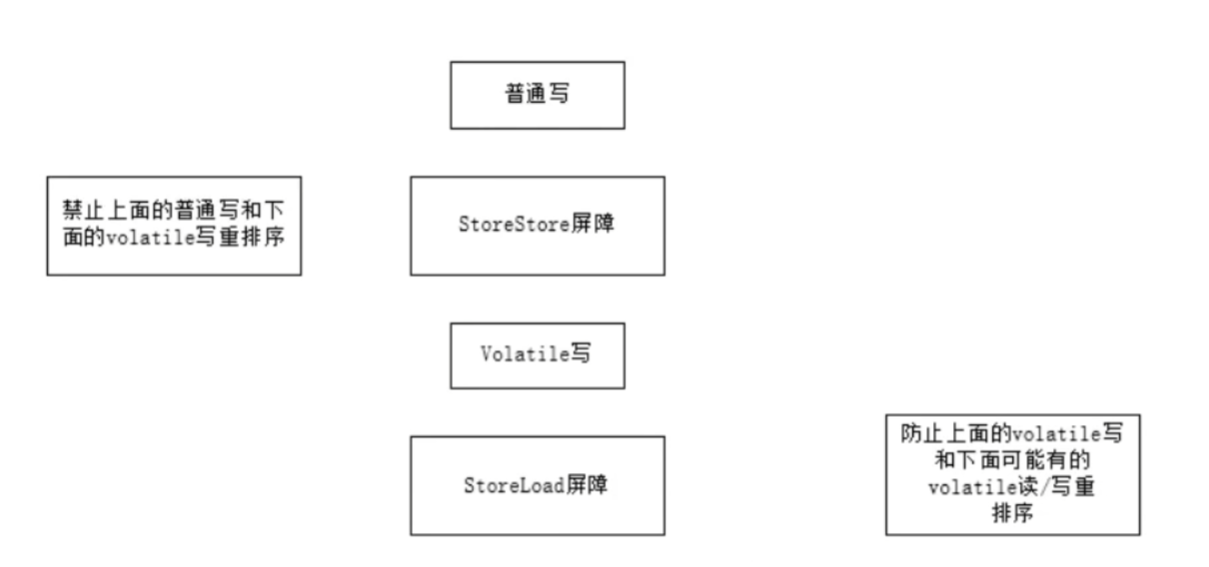 普通写
禁止上面的普通写和下
面的volatile写重排序
StoreStore屏障
Volatile写
StoreLoad屏障
防止上面的volatile写
和下面可能有的
volatile读/写重
排序